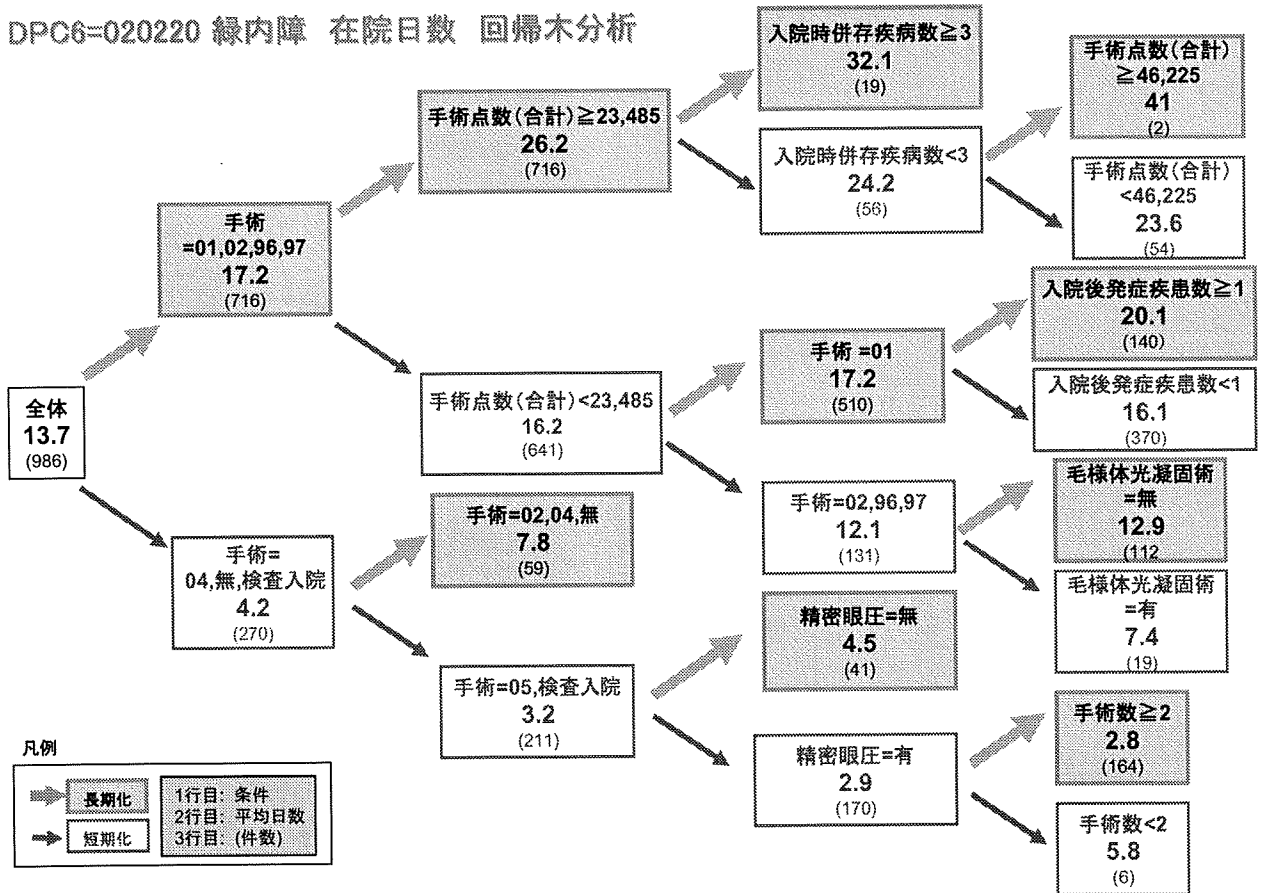 DPC6=020220 緑内障 在院日数 回帰木分析
全体
13.7
(986)
手術
=01,02,96,97
17.2
(716)
手術=
04,無,検査入院
4.2
(270)
手術点数(合計)≧23,485
26.2
(716)
手術点数(合計)<23,485
16.2
(641)
手術=02,04,無
7.8
(59)
手術=05,検査入院
3.2
(211)
入院時併存疾病数≧3
32.1
(19)
入院時併存疾病数<3
24.2
(56)
手術 =01
17.2
(510)
手術=02,96,97
12.1
(131)
精密眼圧=無
4.5
(41)
精密眼圧=有
2.9
(170)
手術点数(合計)
≧46,225
41
(2)
手術点数(合計)
<46,225
23.6
(54)
入院後発症疾患数≧1
20.1
(140)
入院後発症疾患数<1
16.1
(370)
毛様体光凝固術
=無
12.9
(112
毛様体光凝固術
=有
7.4
(19)
手術数≧2
2.8
(164)
手術数<2
5.8
(6)
凡例
長期化
短期化
1行目: 条件
2行目: 平均日数
3行目: (件数)